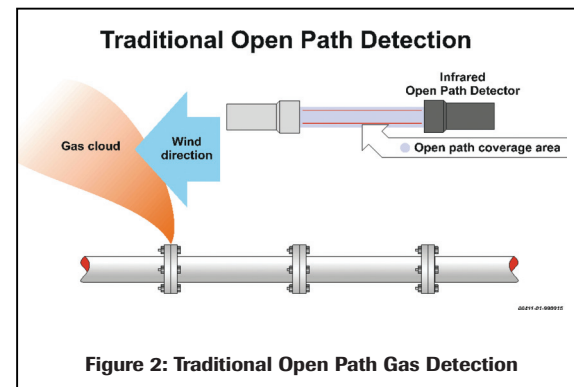 Traditional Open Path Detection
Infrared
Open Path Detector
Gas cloud
Wind
direction
Open path coverage area
Figure 2: Traditional Open Path Gas Detection